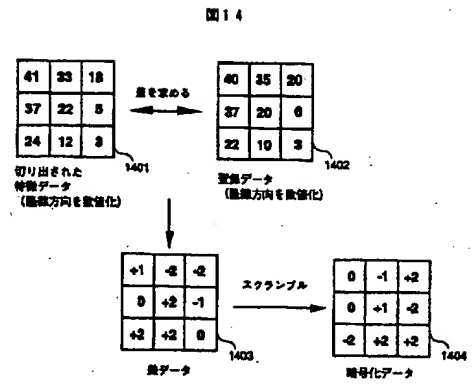 図14
41 33 18
37 22 5
24 12 3
1401
切り出された
特徴データ
(隆線方向を数値化)
差を求める
40 35 20
37 20 6
22 10 3
1402
登録データ
(隆線方向を数値化)
+1 -2 -2
0 +2 -1
+2 +2 0
1403
差データ
スクランブル
0 -1 +2
0 +1 -2
-2 +2 +2
1404
暗号化データ